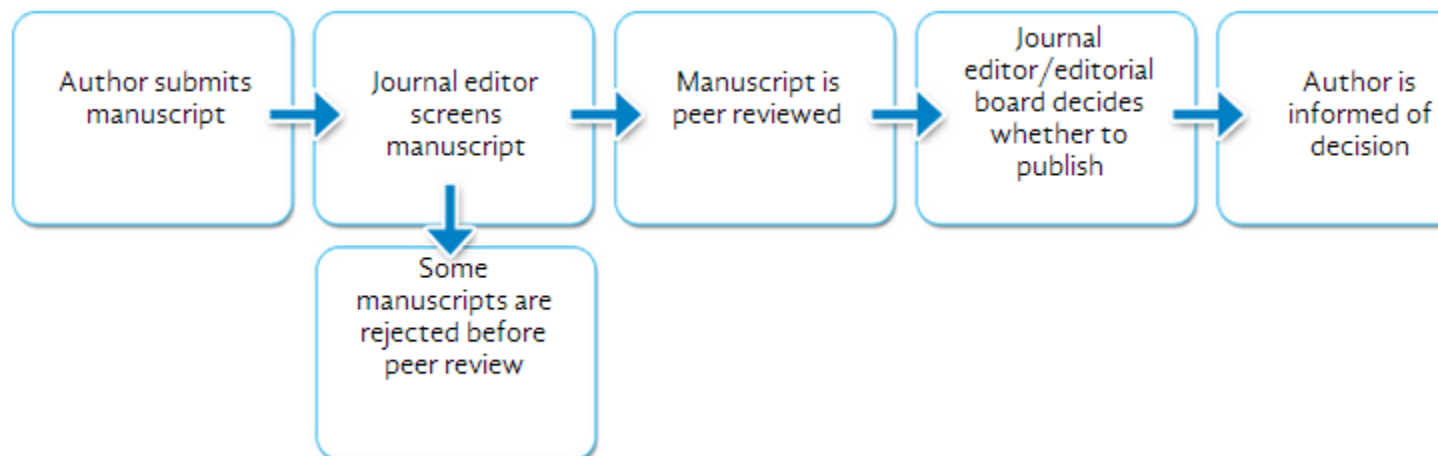 Author submits
manuscript
Journal editor
screens
manuscript
Manuscript is
peer reviewed
Journal
editor/editorial
board decides
whether to
publish
Author is
informed of
decision
Some
manuscripts are
rejected before
peer review